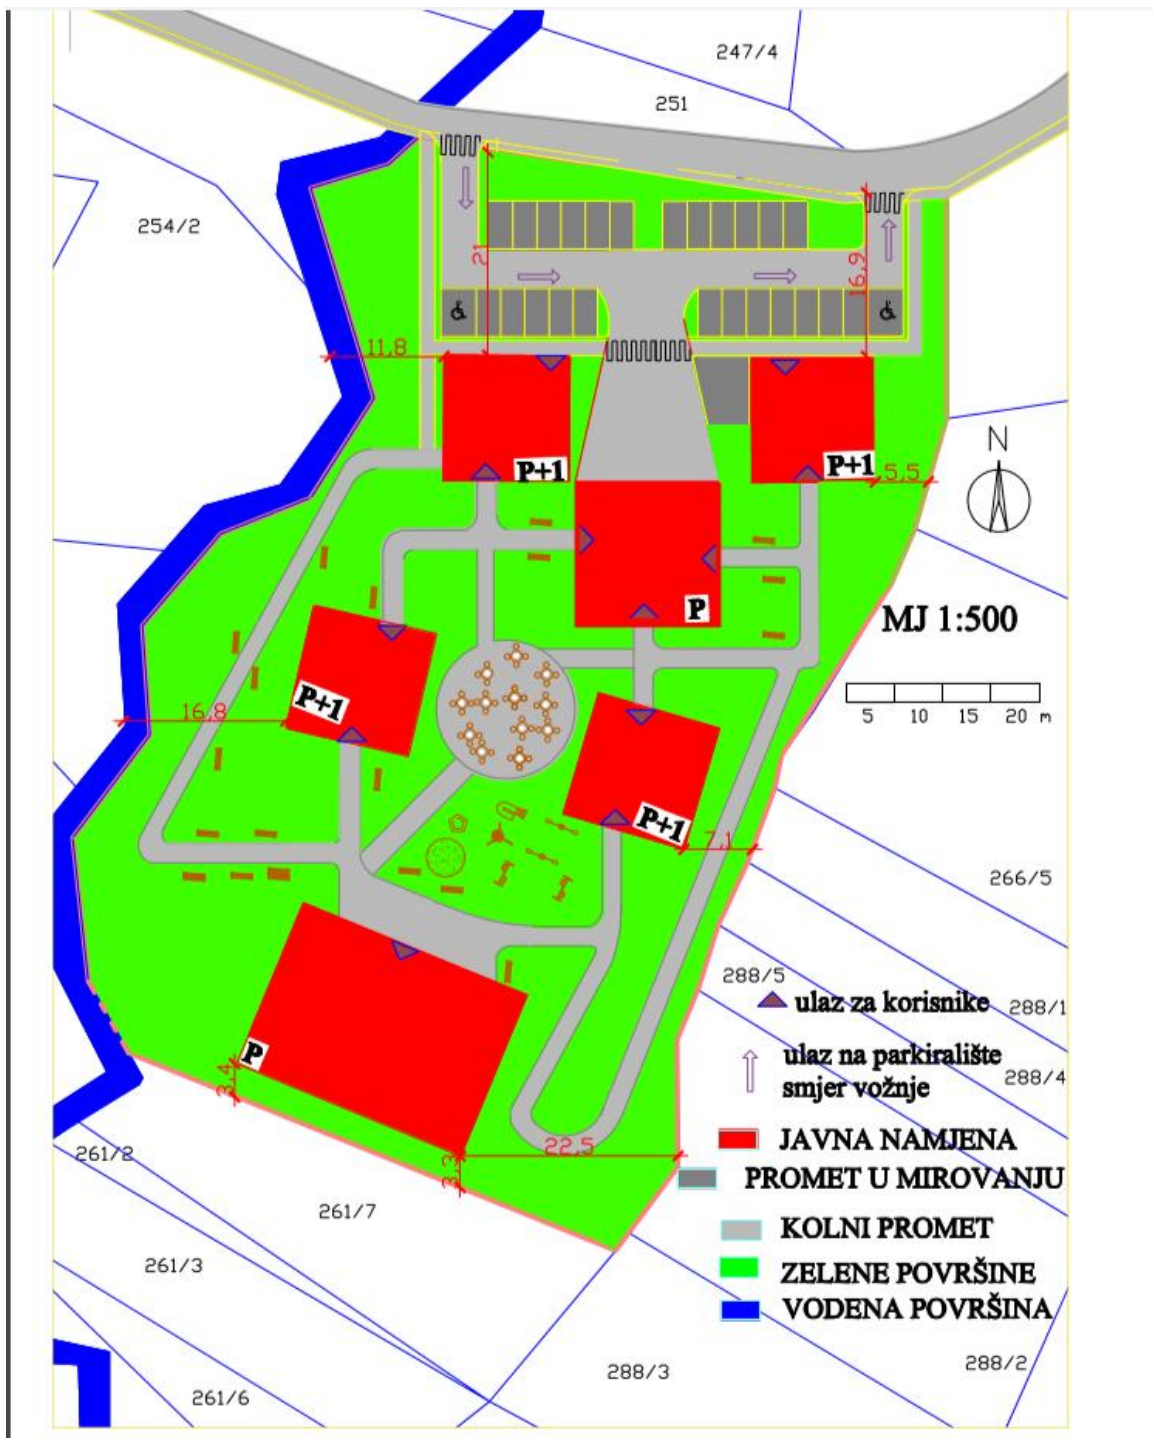 247/4
251
254/2
21
16,9
11,8
P+1
P+1
5,5
N
P
MJ 1:500
5 10 15 20 m
P+1
16,8
P+1
7,1
266/5
288/5
ulaz za korisnike
288/1
P
ulaz na parkiralište
smjer vožnje
288/4
3,4
JAVNA NAMJENA
22,5
261/2
3,3
PROMET U MIROVANJU
261/7
KOLNI PROMET
261/3
ZELENE POVRŠINE
VODENA POVRŠINA
288/3
288/2
261/6